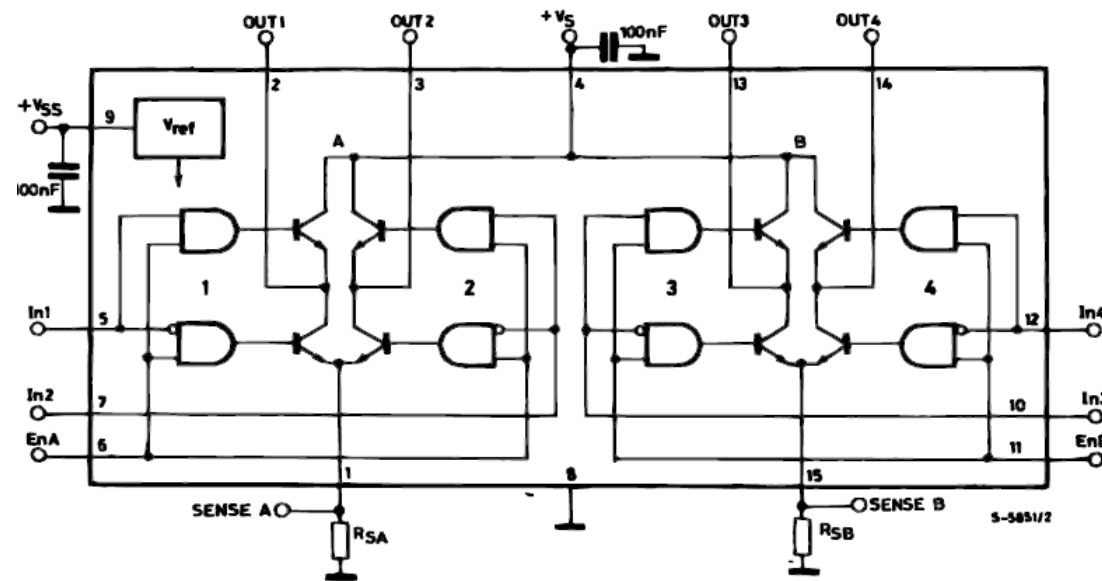 OUT1 OUT2 +VS 100nF OUT3 OUT4
2 3 4 13 14
+VSS 9 Vref
A B
100nF
1 2 3 4
In1 5 12 In4
In2 7 10 In3
EnA 6 11 EnB
1 8 15
SENSE A SENSE B
RSA RSB
S-5851/2